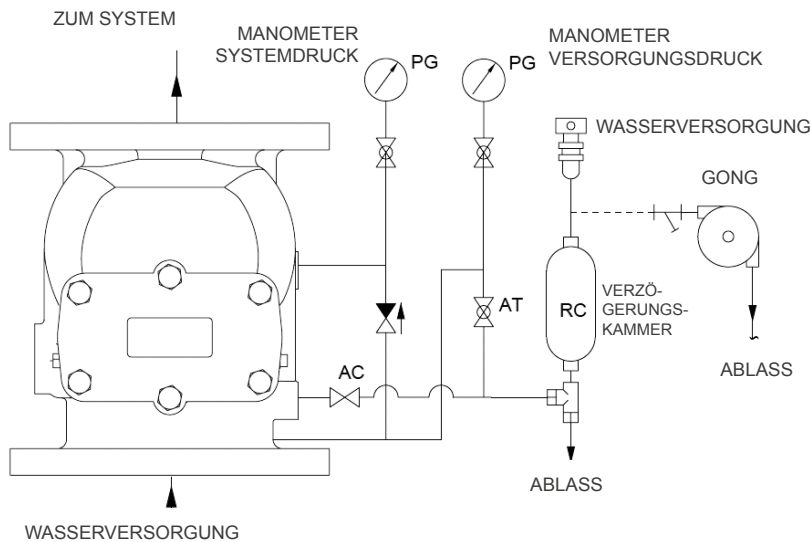 ZUM SYSTEM
MANOMETER
SYSTEMDRUCK
PG
MANOMETER
VERSORGUNGSDRUCK
PG
WASSERVERSORGUNG
GONG
AT
RC
VERZÖ-
GERUNGS-
KAMMER
AC
ABLASS
ABLASS
WASSERVERSORGUNG